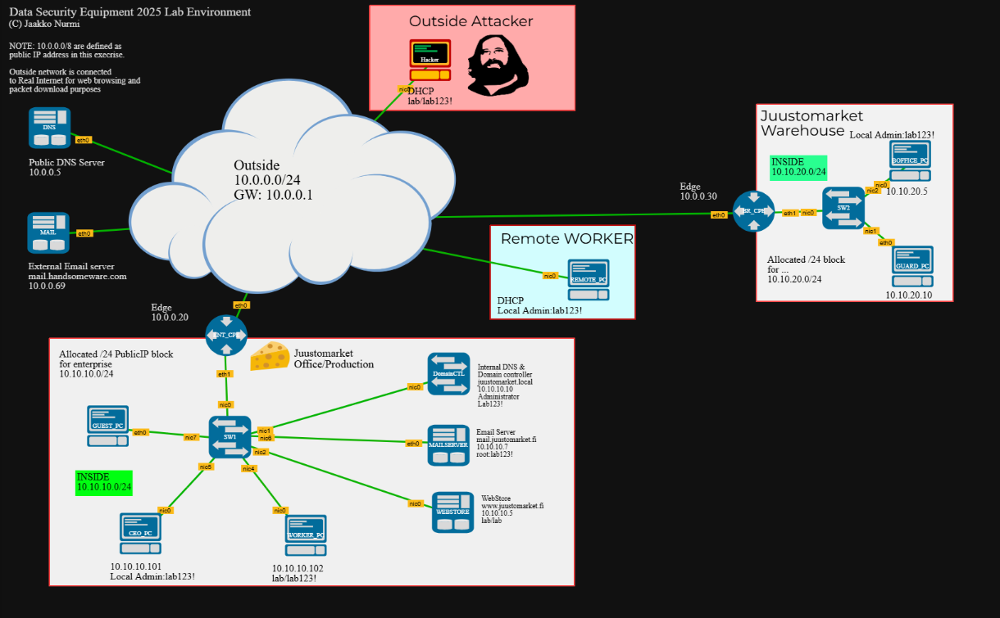 Data Security Equipment 2025 Lab Environment
(C) Jaakko Nurmi
NOTE: 10.0.0.0/8 are defined as
public IP address in this execrise.
Outside network is connected
to Real Internet for web browsing and
packet download purposes
DNS
eth0
Public DNS Server
10.0.0.5
MAIL
eth0
External Email server
mail.handsomeware.com
10.0.0.69
Outside
10.0.0.0/24
GW: 10.0.0.1
Outside Attacker
Hacker
nic0
DHCP
lab/lab123!
Remote WORKER
nic0
REMOTE_PC
DHCP
Local Admin:lab123!
Edge
10.0.0.30
eth0
BR_CPE
eth1
nic0
Juustomarket
Warehouse
Local Admin:lab123!
INSIDE
10.10.20.0/24
BOFFICE_PC
nic0
nic2
10.10.20.5
SW2
nic1
eth0
GUARD_PC
10.10.20.10
Allocated /24 block
for ...
10.10.20.0/24
Edge
10.0.0.20
eth0
ENT_CPE
eth1
nic0
Allocated /24 PublicIP block
for enterprise
10.10.10.0/24
Juustomarket
Office/Production
GUEST_PC
eth0
nic7
SW1
nic1
nic6
nic2
nic5
nic4
INSIDE
10.10.10.0/24
nic0
CEO_PC
10.10.10.101
Local Admin:lab123!
nic0
WORKER_PC
10.10.10.102
lab/lab123!
nic0
DomainCTL
Internal DNS &
Domain controller
juustomarket.local
10.10.10.10
Administrator
Lab123!
eth0
MAILSERVER
Email Server
mail.juustomarket.fi
10.10.10.7
root:lab123!
nic0
WEBSTORE
WebStore
www.juustomarket.fi
10.10.10.5
lab/lab